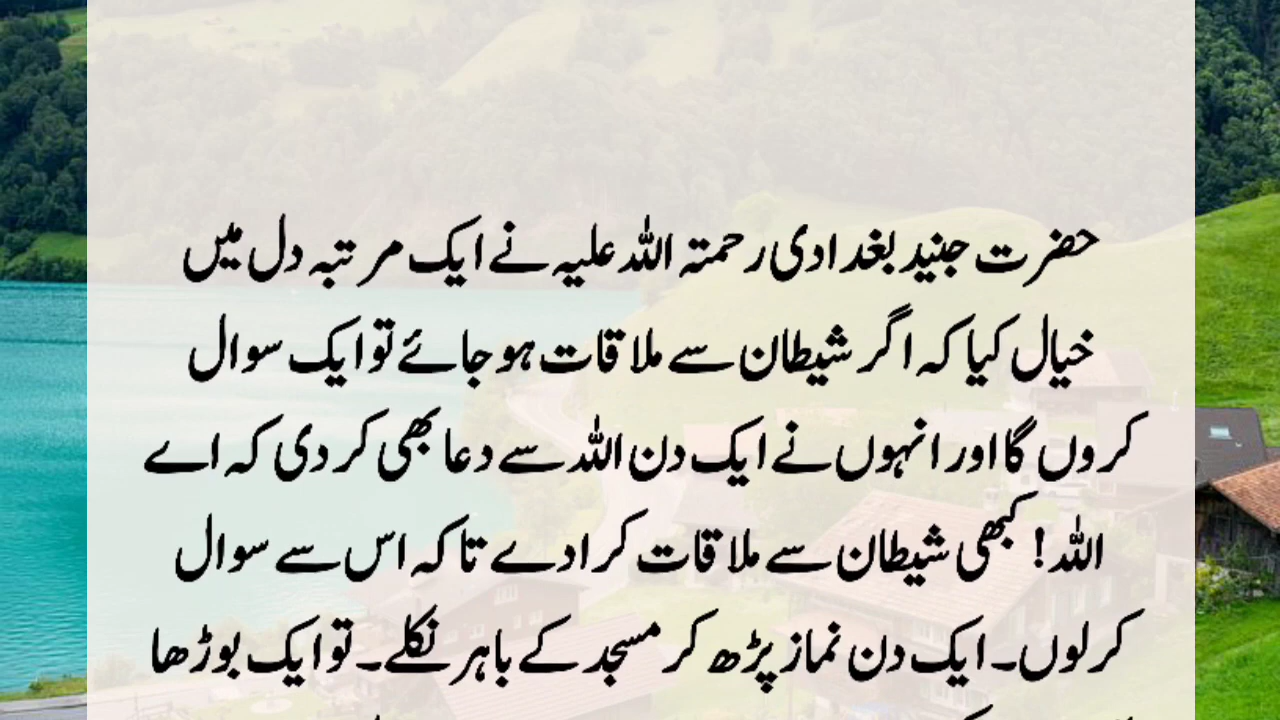 حضرت جنید بغدادی رحمتہ اللہ علیہ نے ایک مرتبہ دل میں
خیال کیا کہ اگر شیطان سے ملاقات ہو جائے تو ایک سوال
کروں گا اور انہوں نے ایک دن اللہ سے دعا بھی کر دی کہ اے
اللہ! کبھی شیطان سے ملاقات کرا دے تاکہ اس سے سوال
کر لوں۔ ایک دن نماز پڑھ کر مسجد کے باہر نکلے۔ تو ایک بوڑھا